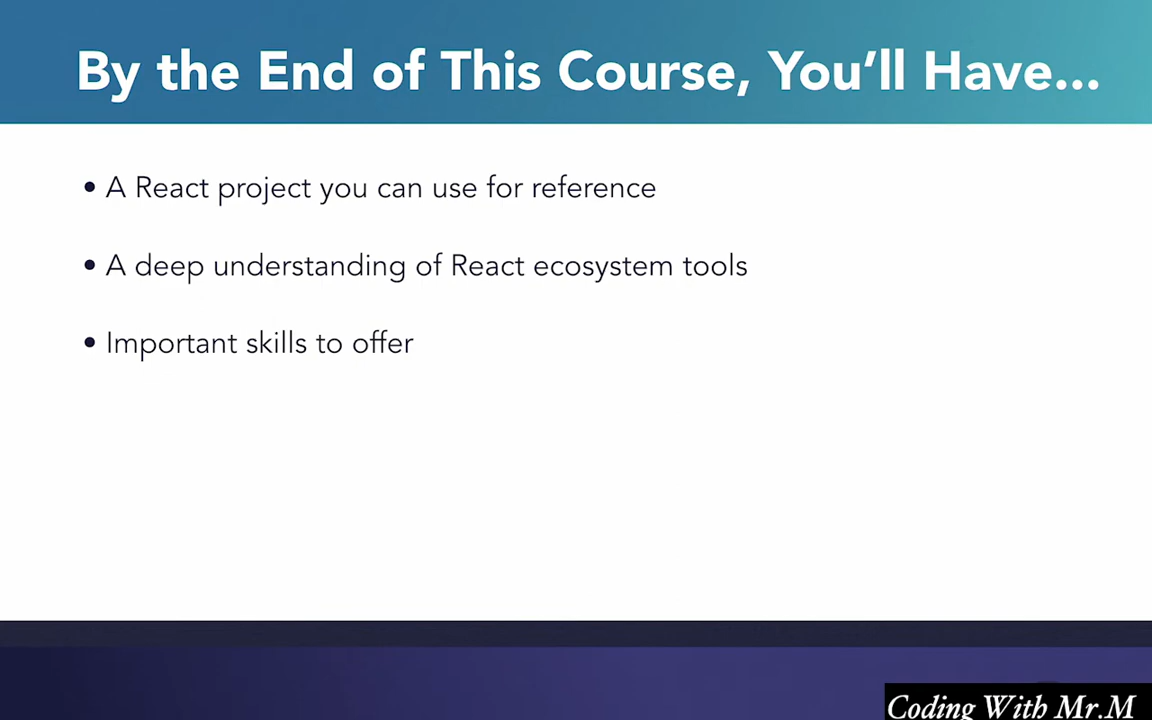 By the End of This Course, You'll Have...
• A React project you can use for reference
• A deep understanding of React ecosystem tools
• Important skills to offer
Coding With Mr.M